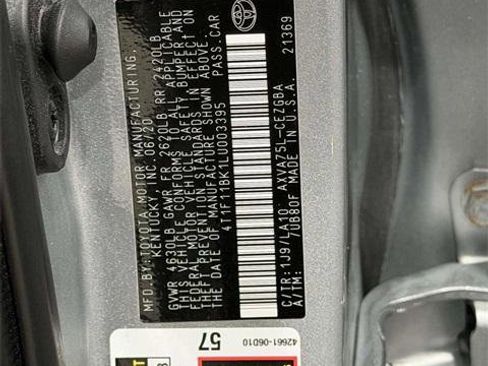 MFD.BY:TOYOTA MOTOR MANUFACTURING,
KENTUCKY, INC. 06/20
GVWR 4630LB GAWR FR 2620LB RR 2420LB
THIS VEHICLE CONFORMS TO ALL APPLICABLE
FEDERAL MOTOR VEHICLE SAFETY, BUMPER, AND
THEFT PREVENTION STANDARDS IN EFFECT ON
THE DATE OF MANUFACTURE SHOWN ABOVE.
PASS.CAR
4T1F11BK1LU003395
21369
C/TR:1J9/LA10 AXVA75L-CEZGBA
A/TM: /UB80F MADE IN U.S.A.
TOYOTA
42661-06D10
57